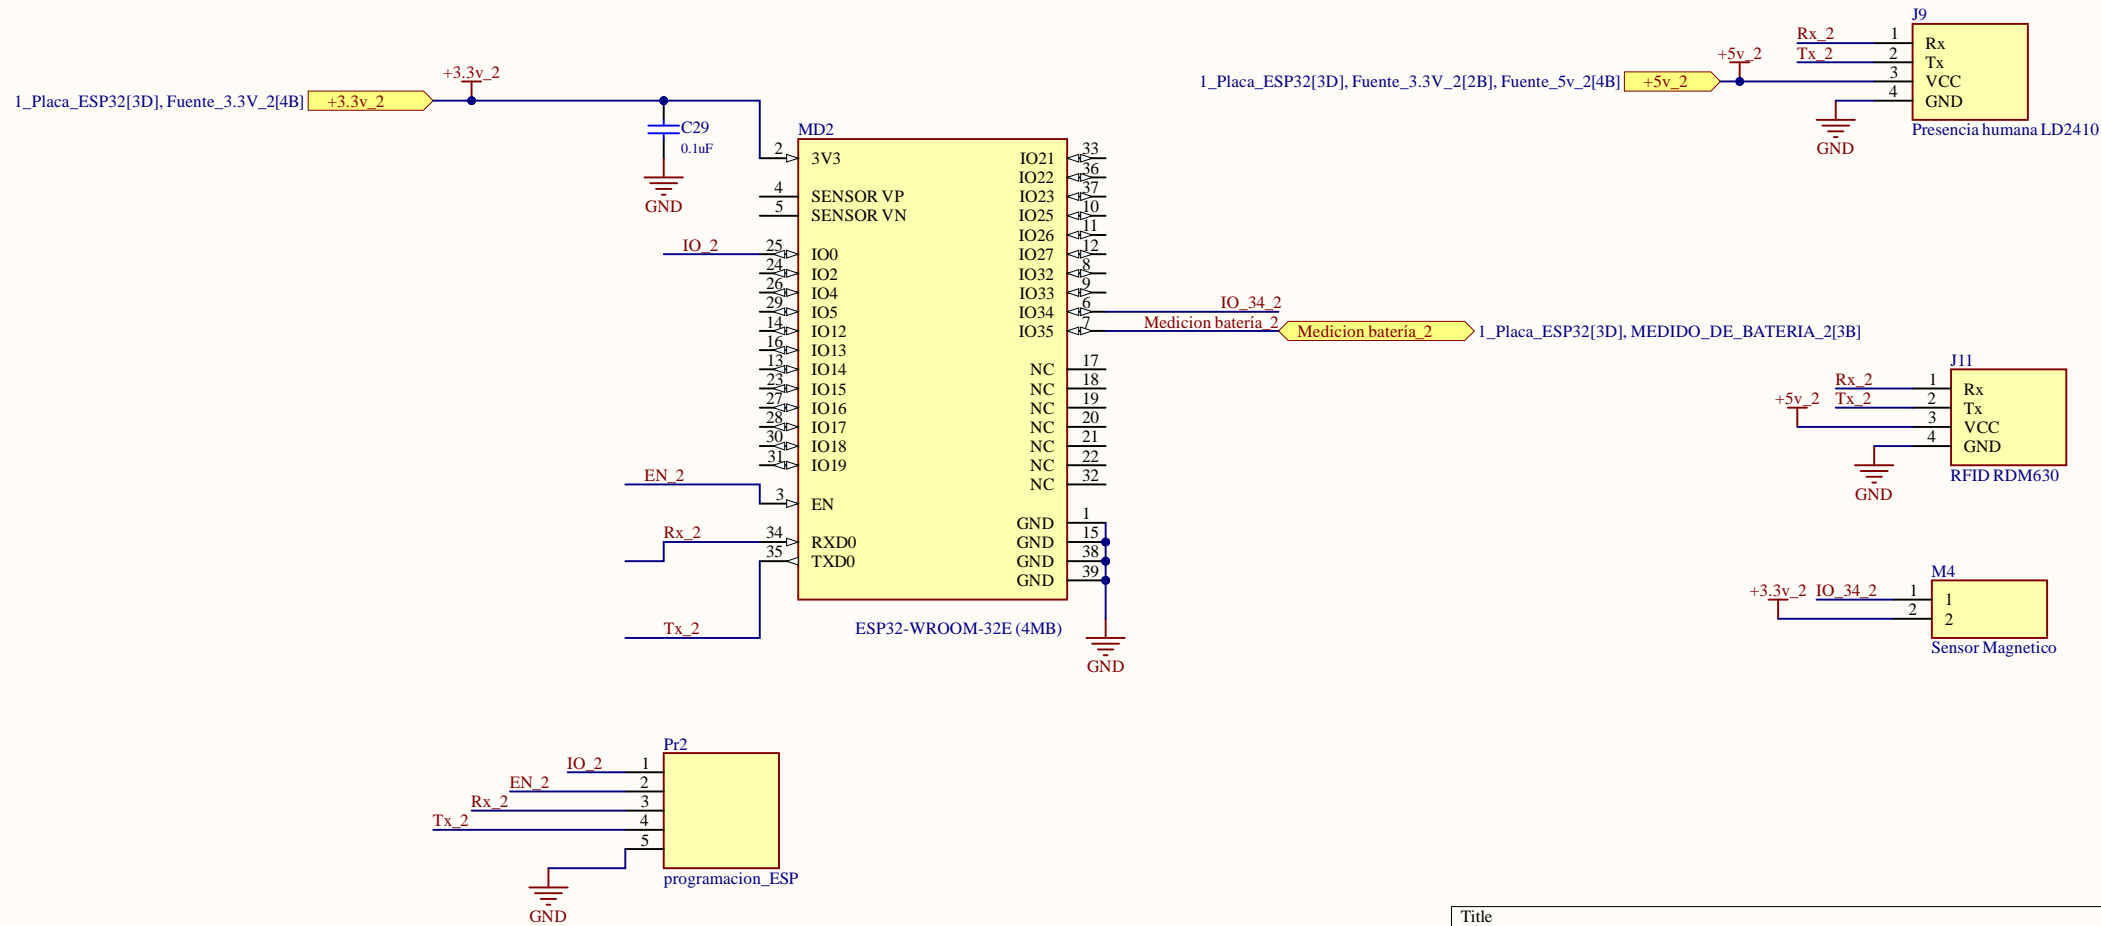 +3.3v_2
1_Placa_ESP32[3D], Fuente_3.3V_2[4B]
+3.3v_2
C29
0.1uF
GND
MD2
2
3V3
4
SENSOR VP
5
SENSOR VN
IO_2
25
IO0
24
IO2
26
IO4
29
IO5
14
IO12
16
IO13
13
IO14
23
IO15
27
IO16
28
IO17
30
IO18
31
IO19
EN_2
3
EN
Rx_2
34
RXD0
35
TXD0
Tx_2
IO21
33
IO22
36
IO23
37
IO25
10
IO26
11
IO27
12
IO32
8
IO33
9
IO34
6
IO_34_2
IO35
7
Medicion batería_2
Medicion batería_2
1_Placa_ESP32[3D], MEDIDO_DE_BATERIA_2[3B]
NC
17
NC
18
NC
19
NC
20
NC
21
NC
22
NC
32
GND
1
GND
15
GND
38
GND
39
ESP32-WROOM-32E (4MB)
GND
J9
Rx_2
1
Rx
Tx_2
2
Tx
+5v_2
1_Placa_ESP32[3D], Fuente_3.3V_2[2B], Fuente_5v_2[4B]
+5v_2
3
VCC
4
GND
GND
Presencia humana LD2410
J11
Rx_2
1
Rx
+5v_2
Tx_2
2
Tx
3
VCC
4
GND
GND
RFID RDM630
M4
+3.3v_2
IO_34_2
1
1
2
2
Sensor Magnetico
Pr2
IO_2
1
EN_2
2
Rx_2
3
Tx_2
4
5
GND
programacion_ESP
Title